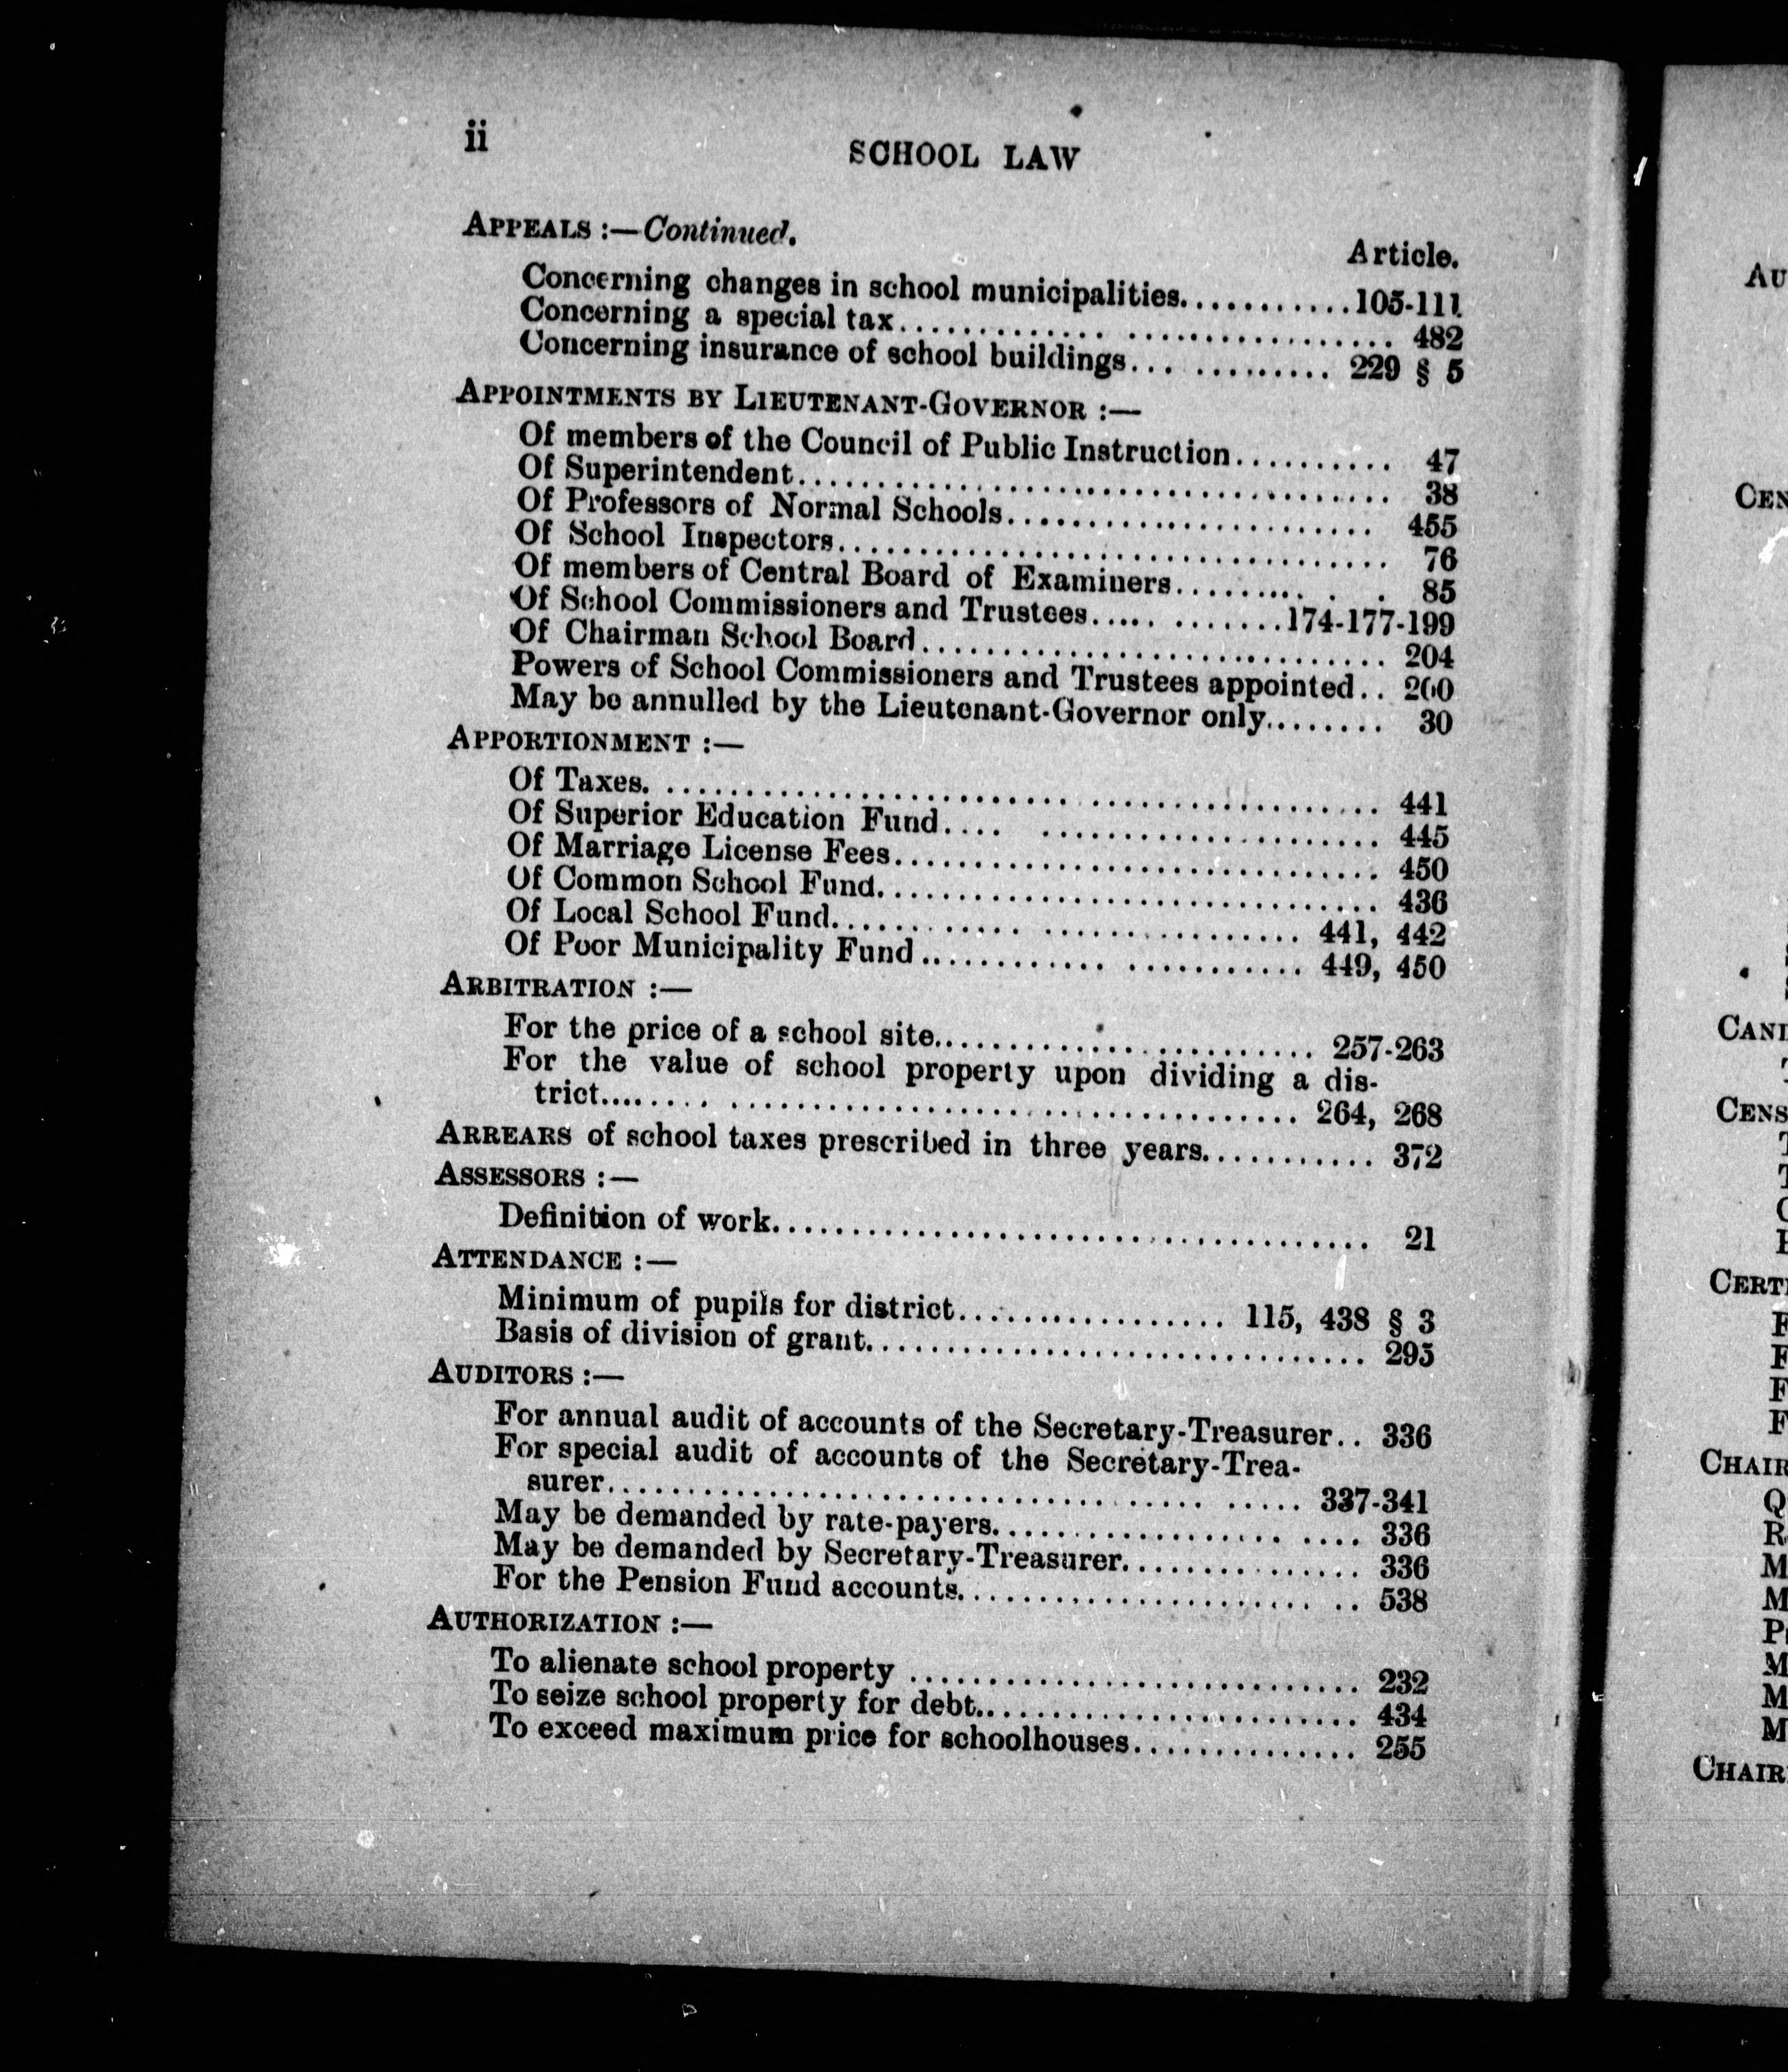 ii
SCHOOL LAW
APPEALS :—Continued.
Article.
Concerning changes in school municipalities............105-111
Concerning a special tax............................... 482
Concerning insurance of school buildings............ 229 § 5
APPOINTMENTS BY LIEUTENANT-GOVERNOR :—
Of members of the Council of Public Instruction.......... 47
Of Superintendent...................................... 38
Of Professors of Normal Schools........................ 455
Of School Inspectors................................... 76
Of members of Central Board of Examiners.......... . . 85
Of School Commissioners and Trustees..... ........174-177-199
Of Chairman School Board.............................. 204
Powers of School Commissioners and Trustees appointed.. 200
May be annulled by the Lieutenant-Governor only........ 30
APPORTIONMENT :—
Of Taxes. ............................................. 441
Of Superior Education Fund.... ...................... 445
Of Marriage License Fees............................... 450
Of Common School Fund................................ 436
Of Local School Fund............. ............... 441, 442
Of Poor Municipality Fund............ ........... 449, 450
ARBITRATION :—
For the price of a school site........................ 257-263
For the value of school property upon dividing a dis-
trict........ .................................... 264, 268
ARREARS of school taxes prescribed in three years........... 372
ASSESSORS :—
Definition of work...................................... 21
ATTENDANCE :—
Minimum of pupils for district................. 115, 438 § 3
Basis of division of grant................................ 295
AUDITORS :—
For annual audit of accounts of the Secretary-Treasurer.. 336
For special audit of accounts of the Secretary-Trea-
surer...................................... ..... 337-341
May be demanded by rate-payers................... .... 336
May be demanded by Secretary-Treasurer............... 336
For the Pension Fund accounts...................... .. 538
AUTHORIZATION :—
To alienate school property ............................. 232
To seize school property for debt........................ 434
To exceed maximum price for schoolhouses.............. 255